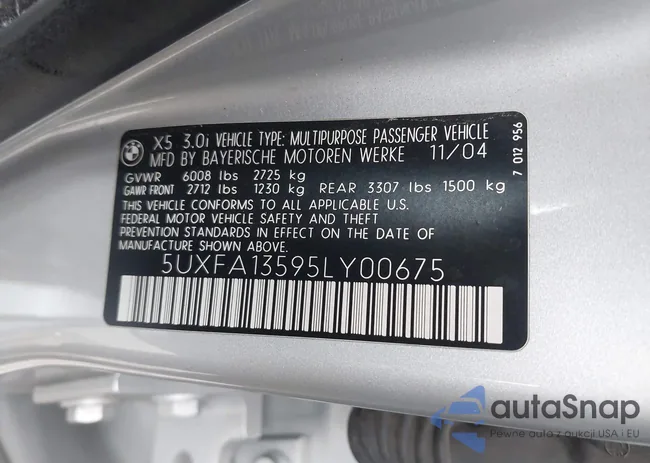 X5 3.0i VEHICLE TYPE: MULTIPURPOSE PASSENGER VEHICLE
MFD BY BAYERISCHE MOTOREN WERKE 11/04
GVWR 6008 lbs 2725 kg
GAWR FRONT 2712 lbs 1230 kg REAR 3307 lbs 1500 kg
THIS VEHICLE CONFORMS TO ALL APPLICABLE U.S.
FEDERAL MOTOR VEHICLE SAFETY AND THEFT
PREVENTION STANDARDS IN EFFECT ON THE DATE OF
MANUFACTURE SHOWN ABOVE.
5UXFA13595LY00675
7 012 956
autaSnap
Pewne auta z aukcji USA i EU